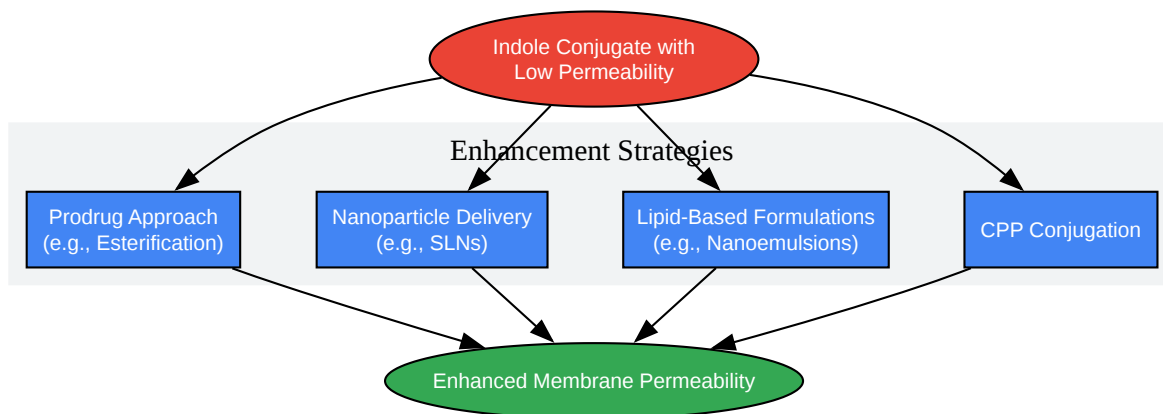 Indole Conjugate with
Low Permeability
Enhancement Strategies
Prodrug Approach
(e.g., Esterification)
Nanoparticle Delivery
(e.g., SLNs)
Lipid-Based Formulations
(e.g., Nanoemulsions)
CPP Conjugation
Enhanced Membrane Permeability